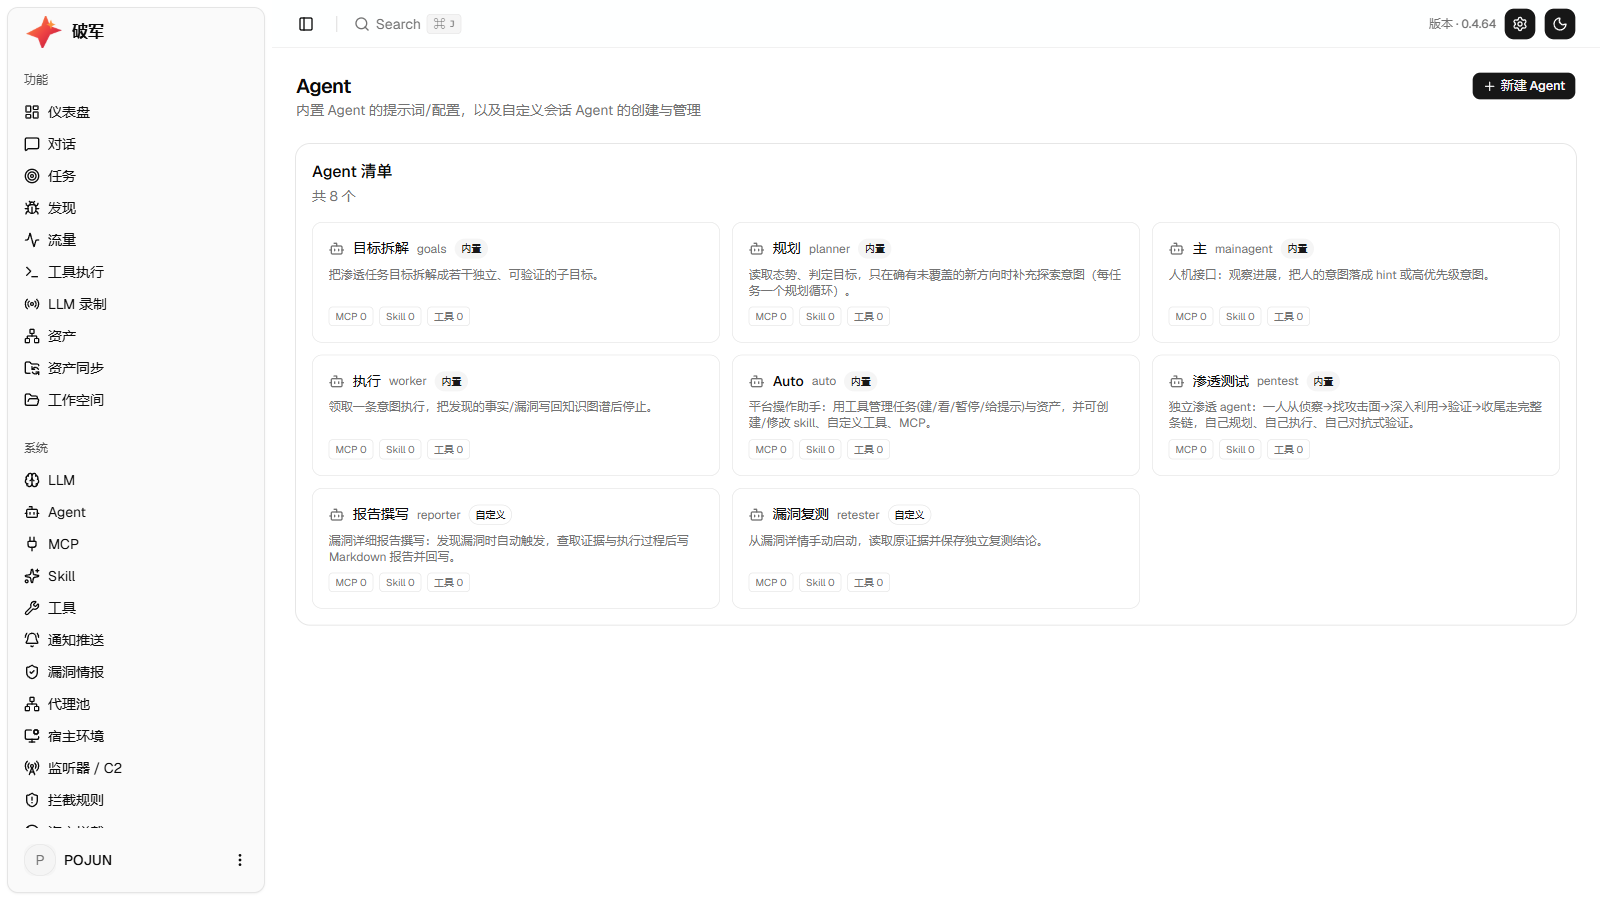 破军
功能
仪表盘
对话
任务
发现
流量
工具执行
LLM 录制
资产
资产同步
工作空间
系统
LLM
Agent
MCP
Skill
工具
通知推送
漏洞情报
代理池
宿主环境
监听器 / C2
拦截规则
P POJUN
Search ⌘ J
版本 · 0.4.64
Agent
内置 Agent 的提示词/配置，以及自定义会话 Agent 的创建与管理
+ 新建 Agent
Agent 清单
共 8 个
目标拆解 goals 内置
把渗透任务目标拆解成若干独立、可验证的子目标。
MCP 0 Skill 0 工具 0
规划 planner 内置
读取态势、判定目标，只在确有未覆盖的新方向时补充探索意图（每任
务一个规划循环）。
MCP 0 Skill 0 工具 0
主 mainagent 内置
人机接口：观察进展，把人的意图落成 hint 或高优先级意图。
MCP 0 Skill 0 工具 0
执行 worker 内置
领取一条意图执行，把发现的事实/漏洞写回知识图谱后停止。
MCP 0 Skill 0 工具 0
Auto auto 内置
平台操作助手：用工具管理任务(建/看/暂停/给提示)与资产，并可创
建/修改 skill、自定义工具、MCP。
MCP 0 Skill 0 工具 0
渗透测试 pentest 内置
独立渗透 agent：一人从侦察→找攻击面→深入利用→验证→收尾走完整
条链，自己规划、自己执行、自己对抗式验证。
MCP 0 Skill 0 工具 0
报告撰写 reporter 自定义
漏洞详细报告撰写：发现漏洞时自动触发，查取证据与执行过程后写
Markdown 报告并回写。
MCP 0 Skill 0 工具 0
漏洞复测 retester 自定义
从漏洞详情手动启动，读取原证据并保存独立复测结论。
MCP 0 Skill 0 工具 0